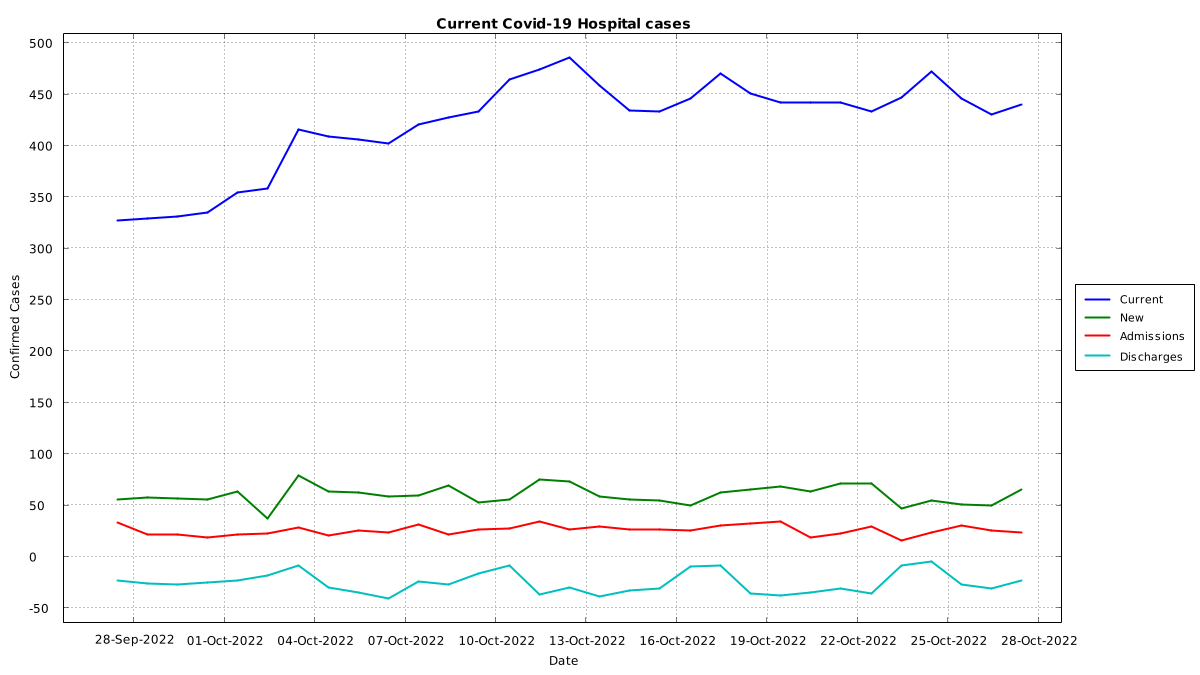 Current Covid-19 Hospital cases
500
450
400
350
300
250
200
150
100
50
0
-50
Confirmed Cases
28-Sep-2022 01-Oct-2022 04-Oct-2022 07-Oct-2022 10-Oct-2022 13-Oct-2022 16-Oct-2022 19-Oct-2022 22-Oct-2022 25-Oct-2022 28-Oct-2022
Date
Current
New
Admissions
Discharges